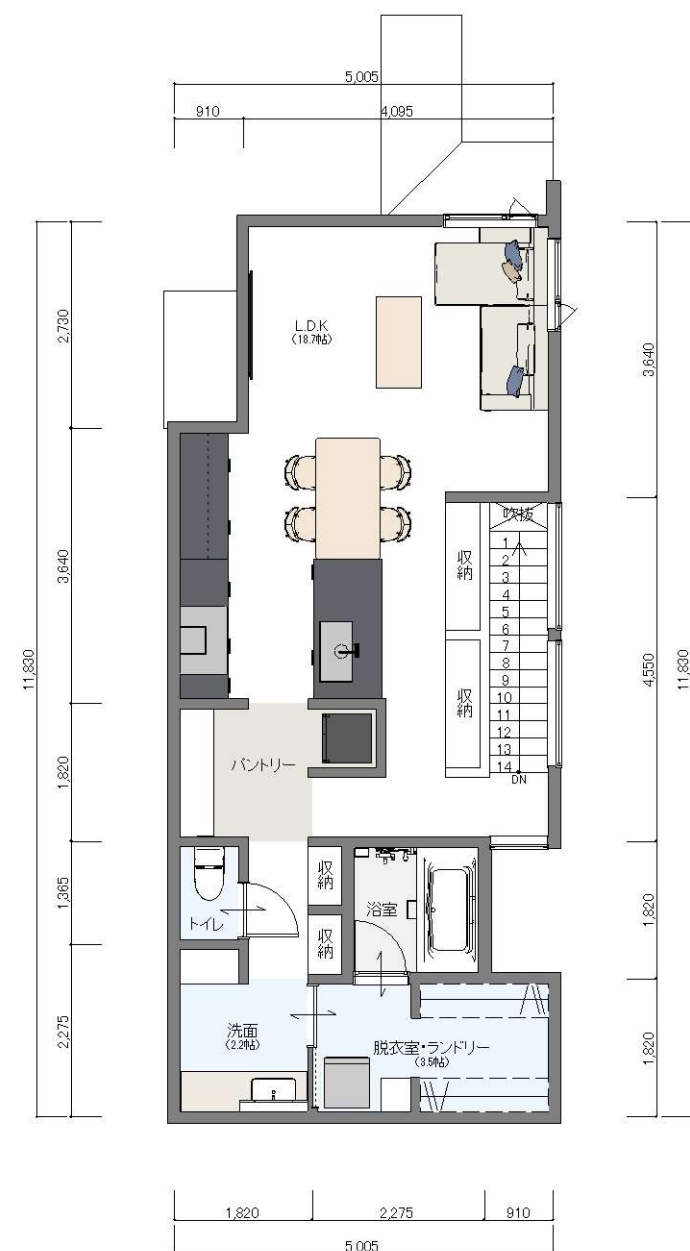 5,005
910
4,095
11,830
2,730
3,640
1,820
1,365
2,275
L.D.K
(18.7帖)
吹抜
1
2
3
4
5
6
7
8
9
10
11
12
13
14
DN
収納
収納
パントリー
トイレ
収納
収納
浴室
洗面
(2.2帖)
脱衣室・ランドリー
(3.5帖)
3,640
4,550
1,820
1,820
11,830
1,820
2,275
910
5,005